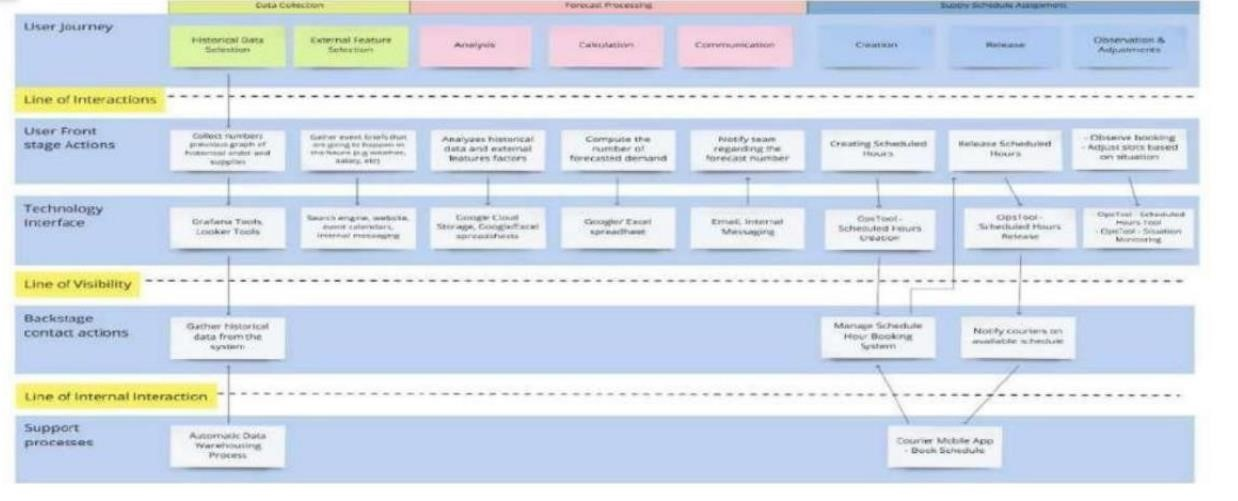 Data Collection
Forecast Processing
Supply Schedule Assignment
User Journey
Historical Data
Selection
External Feature
Selection
Analysis
Calculation
Communication
Creation
Release
Observation &
Adjustments
Line of Interactions
User Front
stage Actions
Collect numbers
previous graph of
historical order and
supplies
Gather event briefs that
are going to happen in
the future (e.g weather,
salary, etc)
Analyzes historical
data and external
features factors
Compute the
number of
forecasted demand
Notify team
regarding the
forecast number
Creating Scheduled
Hours
Release Scheduled
Hours
- Observe booking
- Adjust slots based
on situation
Technology
Interface
Grafana Tools,
Looker Tools
Search engine, website,
event calendars,
internal messaging
Google Cloud
Storage, Google/Excel
spreadsheets
Google/ Excel
spreadheet
Email, Internal
Messaging
OpsTool -
Scheduled Hours
Creation
OpsTool -
Scheduled Hours
Release
- OpsTool - Scheduled
Hours Tool
- OpsTool - Situation
Monitoring
Line of Visibility
Backstage
contact actions
Gather historical
data from the
system
Manage Schedule
Hour Booking
System
Notify couriers on
available schedule
Line of Internal Interaction
Support
processes
Automatic Data
Warehousing
Process
Courier Mobile App
- Book Schedule